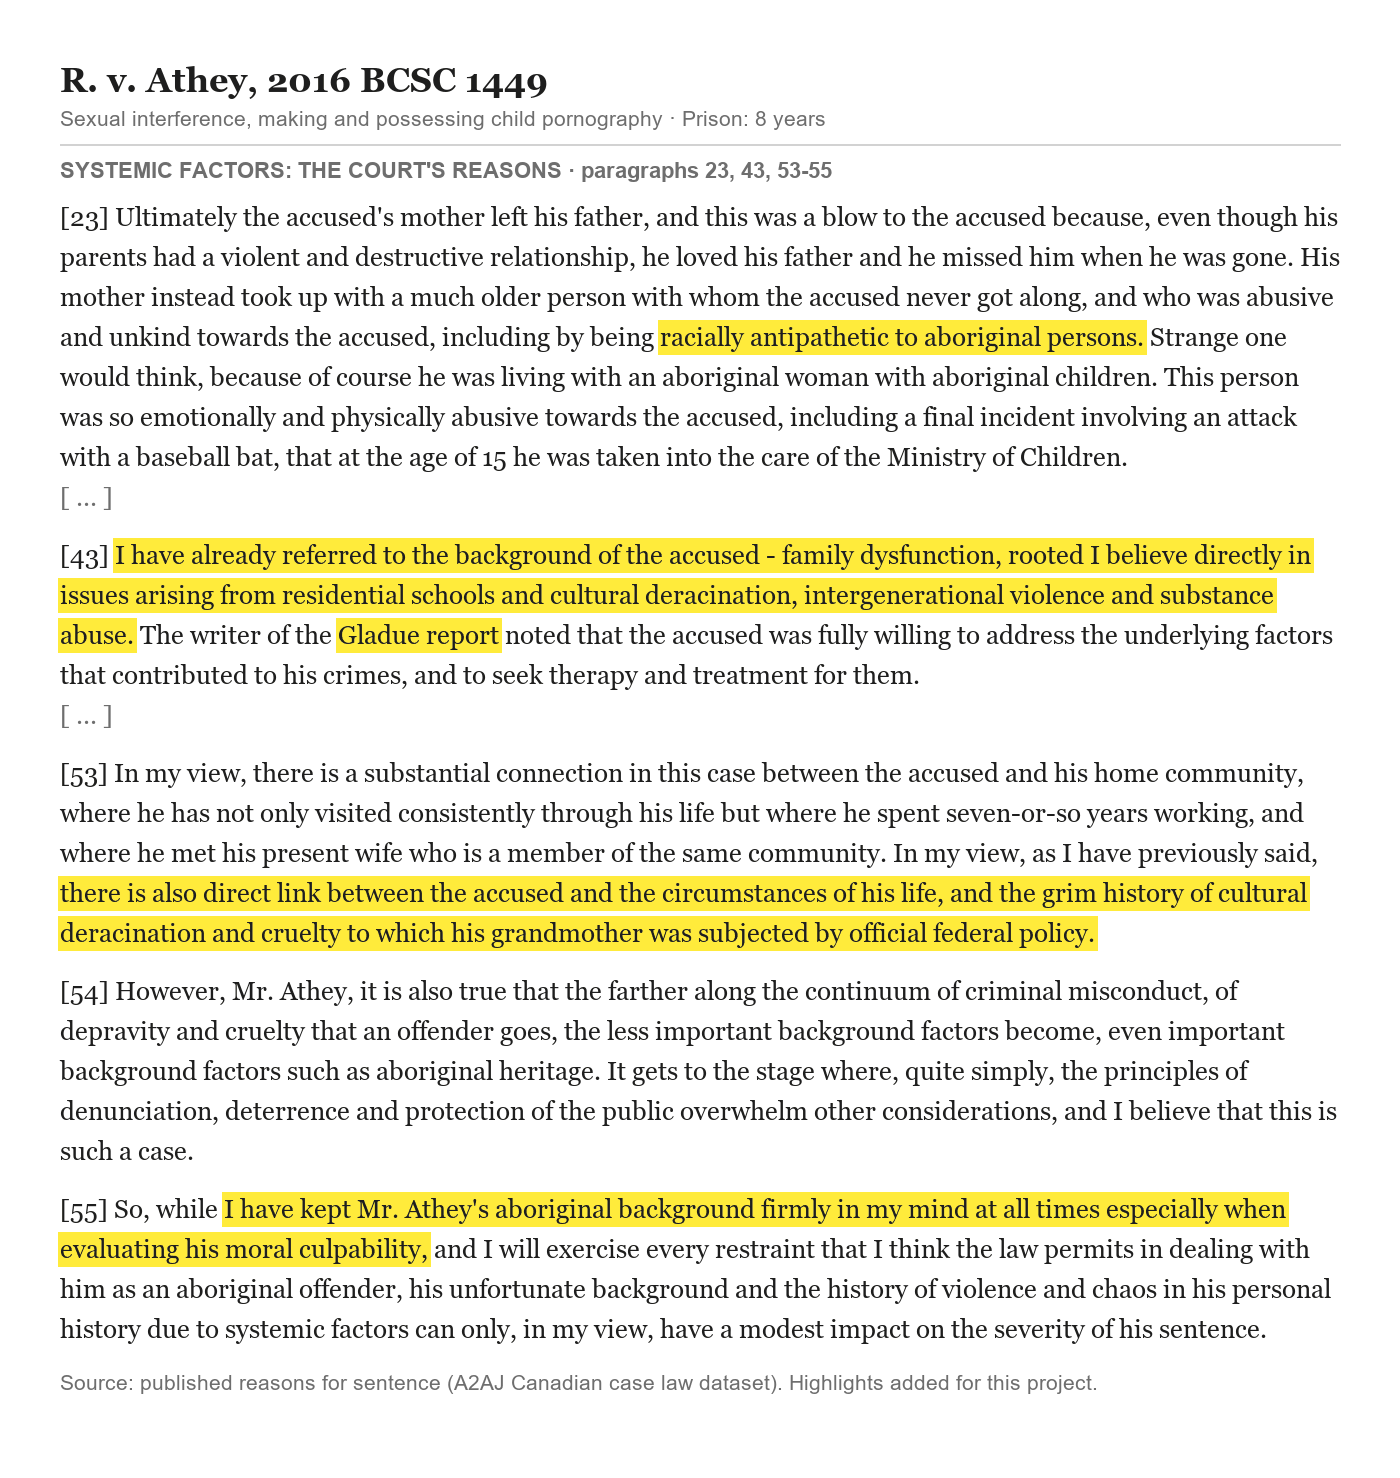 R. v. Athey, 2016 BCSC 1449
Sexual interference, making and possessing child pornography · Prison: 8 years
SYSTEMIC FACTORS: THE COURT'S REASONS · paragraphs 23, 43, 53-55
[23] Ultimately the accused's mother left his father, and this was a blow to the accused because, even though his
parents had a violent and destructive relationship, he loved his father and he missed him when he was gone. His
mother instead took up with a much older person with whom the accused never got along, and who was abusive
and unkind towards the accused, including by being racially antipathetic to aboriginal persons. Strange one
would think, because of course he was living with an aboriginal woman with aboriginal children. This person
was so emotionally and physically abusive towards the accused, including a final incident involving an attack
with a baseball bat, that at the age of 15 he was taken into the care of the Ministry of Children.
[ ... ]
[43] I have already referred to the background of the accused - family dysfunction, rooted I believe directly in
issues arising from residential schools and cultural deracination, intergenerational violence and substance
abuse. The writer of the Gladue report noted that the accused was fully willing to address the underlying factors
that contributed to his crimes, and to seek therapy and treatment for them.
[ ... ]
[53] In my view, there is a substantial connection in this case between the accused and his home community,
where he has not only visited consistently through his life but where he spent seven-or-so years working, and
where he met his present wife who is a member of the same community. In my view, as I have previously said,
there is also direct link between the accused and the circumstances of his life, and the grim history of cultural
deracination and cruelty to which his grandmother was subjected by official federal policy.
[54] However, Mr. Athey, it is also true that the farther along the continuum of criminal misconduct, of
depravity and cruelty that an offender goes, the less important background factors become, even important
background factors such as aboriginal heritage. It gets to the stage where, quite simply, the principles of
denunciation, deterrence and protection of the public overwhelm other considerations, and I believe that this is
such a case.
[55] So, while I have kept Mr. Athey's aboriginal background firmly in my mind at all times especially when
evaluating his moral culpability, and I will exercise every restraint that I think the law permits in dealing with
him as an aboriginal offender, his unfortunate background and the history of violence and chaos in his personal
history due to systemic factors can only, in my view, have a modest impact on the severity of his sentence.
Source: published reasons for sentence (A2AJ Canadian case law dataset). Highlights added for this project.